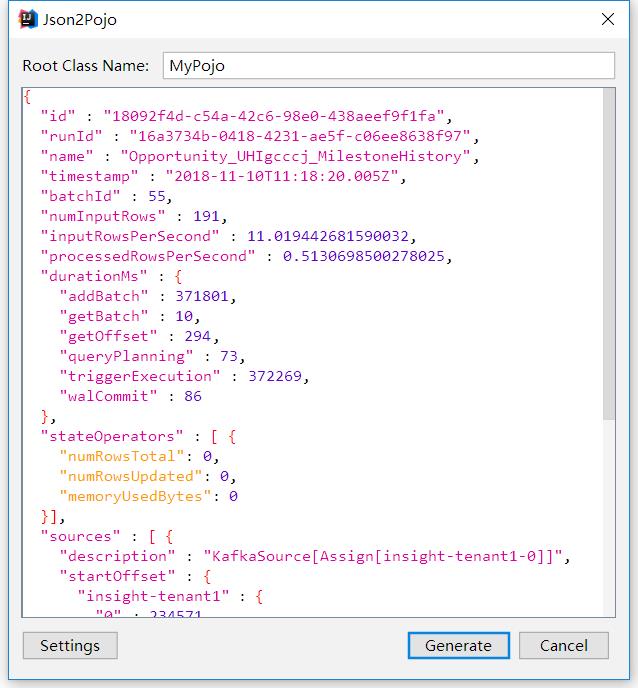 Json2Pojo
Root Class Name: MyPojo
{
"id" : "18092f4d-c54a-42c6-98e0-438aeef9f1fa",
"runId" : "16a3734b-0418-4231-ae5f-c06ee8638f97",
"name" : "Opportunity_UHIgcccj_MilestoneHistory",
"timestamp" : "2018-11-10T11:18:20.005Z",
"batchId" : 55,
"numInputRows" : 191,
"inputRowsPerSecond" : 11.019442681590032,
"processedRowsPerSecond" : 0.5130698500278025,
"durationMs" : {
"addBatch" : 371801,
"getBatch" : 10,
"getOffset" : 294,
"queryPlanning" : 73,
"triggerExecution" : 372269,
"walCommit" : 86
},
"stateOperators" : [ {
"numRowsTotal": 0,
"numRowsUpdated": 0,
"memoryUsedBytes": 0
}],
"sources" : [ {
"description" : "KafkaSource[Assign[insight-tenant1-0]]",
"startOffset" : {
"insight-tenant1" : {
"0" : 234571
Settings
Generate
Cancel